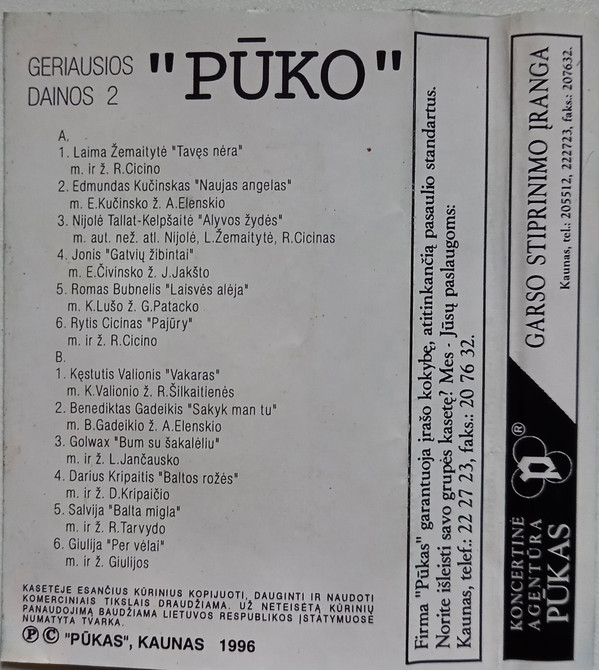 GERIAUSIOS "PŪKO"
DAINOS 2
A.
1. Laima Žemaitytė "Tavęs nėra"
m. ir ž. R.Cicino
2. Edmundas Kučinskas "Naujas angelas"
m. E.Kučinsko ž. A.Elenskio
3. Nijolė Tallat-Kelpšaitė "Alyvos žydės"
m. aut. než. atl. Nijolė, L.Žemaitytė, R.Cicinas
4. Jonis "Gatvių žibintai"
m. E.Čivinsko ž. J.Jakšto
5. Romas Bubnelis "Laisvės alėja"
m. K.Lušo ž. G.Patacko
6. Rytis Cicinas "Pajūry"
m. ir ž. R.Cicino
B.
1. Kęstutis Valionis "Vakaras"
m. K.Valionio ž. R.Šilkaitienės
2. Benediktas Gadeikis "Sakyk man tu"
m. B.Gadeikio ž. A.Elenskio
3. Golwax "Bum su šakalėliu"
m. ir ž. L.Jančausko
4. Darius Kripaitis "Baltos rožės"
m. ir ž. D.Kripaičio
5. Salvija "Balta migla"
m. ir ž. R.Tarvydo
6. Giulija "Per vėlai"
m. ir ž. Giulijos
KASETĖJE ESANČIUS KŪRINIUS KOPIJUOTI, DAUGINTI IR NAUDOTI
KOMERCINIAIS TIKSLAIS DRAUDŽIAMA. UŽ NETEISĖTĄ KŪRINIŲ
PANAUDOJIMĄ BAUDŽIAMA LIETUVOS RESPUBLIKOS ĮSTATYMUOSE
NUMATYTA TVARKA.
Ⓟ © "PŪKAS", KAUNAS 1996
Firma "Pūkas" garantuoja įrašo kokybę, atitinkančią pasaulio standartus.
Norite išleisti savo grupės kasetę? Mes - Jūsų paslaugoms:
Kaunas, telef.: 22 27 23, faks.: 20 76 32.
KONCERTINĖ
AGENTŪRA
PŪKAS
p®
GARSO STIPRINIMO ĮRANGA
Kaunas, tel.: 205512, 222723, faks.: 207632.